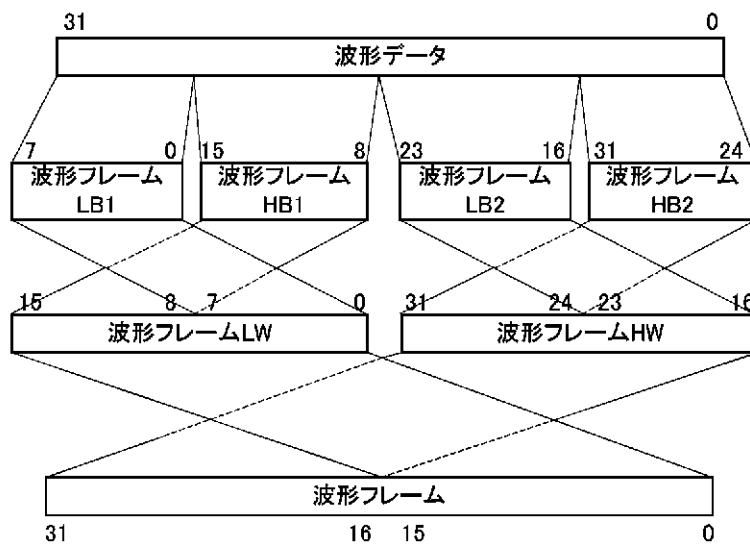 31 0
波形データ
7 0 15 8 23 16 31 24
波形フレーム 波形フレーム 波形フレーム 波形フレーム
LB1 HB1 LB2 HB2
15 8 7 0 31 24 23 16
波形フレームLW 波形フレームHW
波形フレーム
31 16 15 0